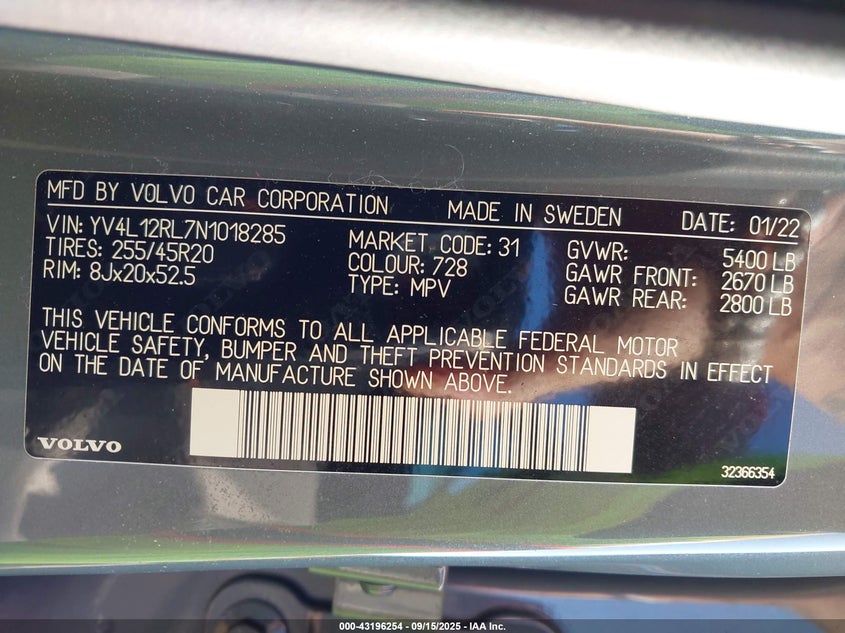 MFD BY VOLVO CAR CORPORATION MADE IN SWEDEN DATE: 01/22
VIN: YV4L12RL7N1018285 MARKET CODE: 31 GVWR: 5400 LB
TIRES: 255/45R20 COLOUR: 728 GAWR FRONT: 2670 LB
RIM: 8Jx20x52.5 TYPE: MPV GAWR REAR: 2800 LB
THIS VEHICLE CONFORMS TO ALL APPLICABLE FEDERAL MOTOR
VEHICLE SAFETY, BUMPER AND THEFT PREVENTION STANDARDS IN EFFECT
ON THE DATE OF MANUFACTURE SHOWN ABOVE.
VOLVO 32366354
000-43196254 - 09/15/2025 - IAA Inc.